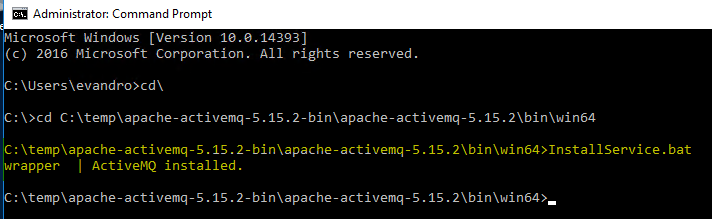 Administrator: Command Prompt
Microsoft Windows [Version 10.0.14393]
(c) 2016 Microsoft Corporation. All rights reserved.
C:\Users\evandro>cd\
C:\>cd C:\temp\apache-activemq-5.15.2-bin\apache-activemq-5.15.2\bin\win64
C:\temp\apache-activemq-5.15.2-bin\apache-activemq-5.15.2\bin\win64>InstallService.bat
wrapper  | ActiveMQ installed.
C:\temp\apache-activemq-5.15.2-bin\apache-activemq-5.15.2\bin\win64>